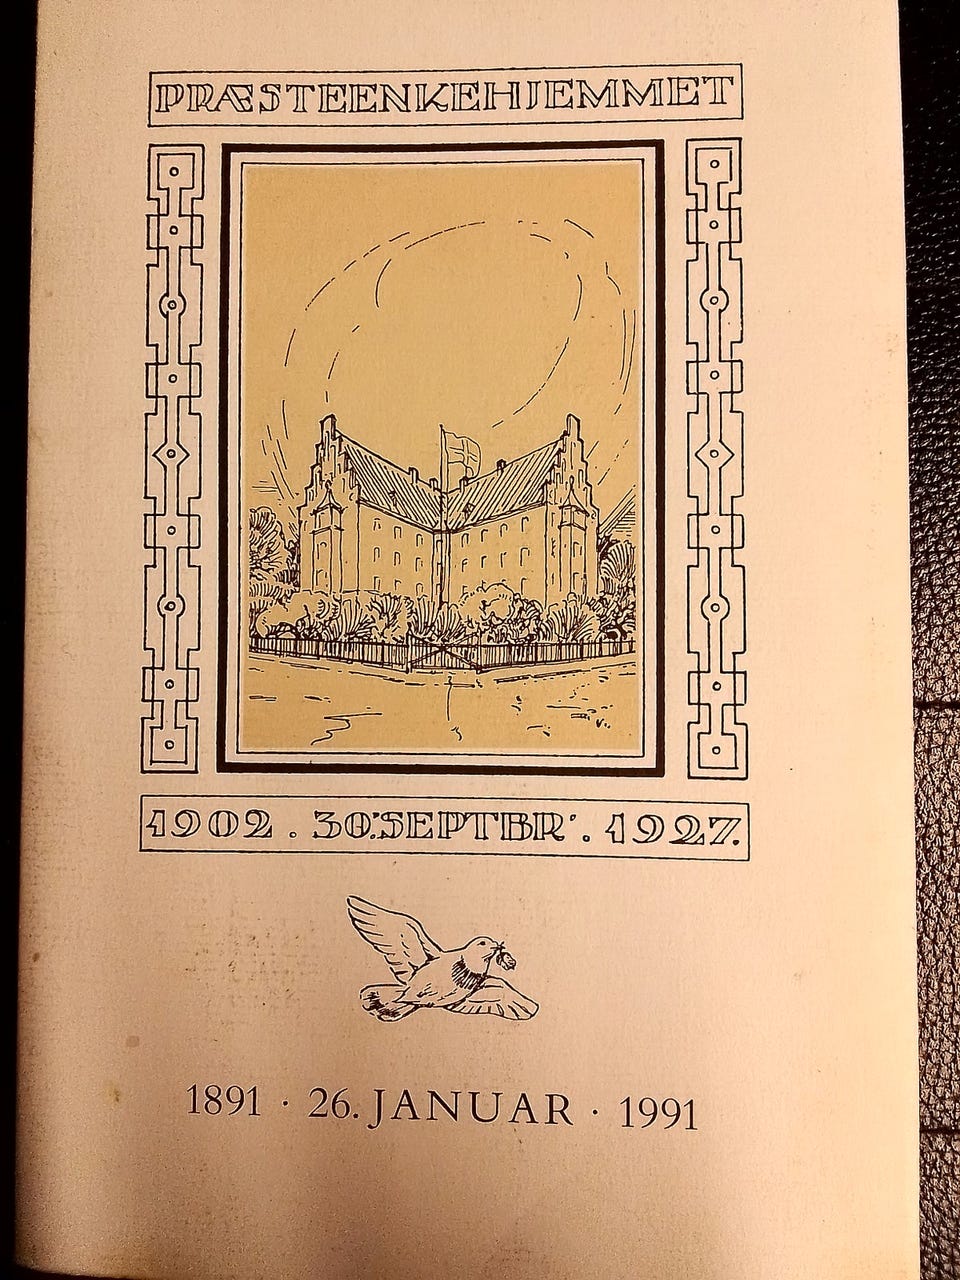 PRÆSTEENKEHJEMMET
1902 . 30.'SEPTBR'. 1927.
1891 · 26. JANUAR · 1991